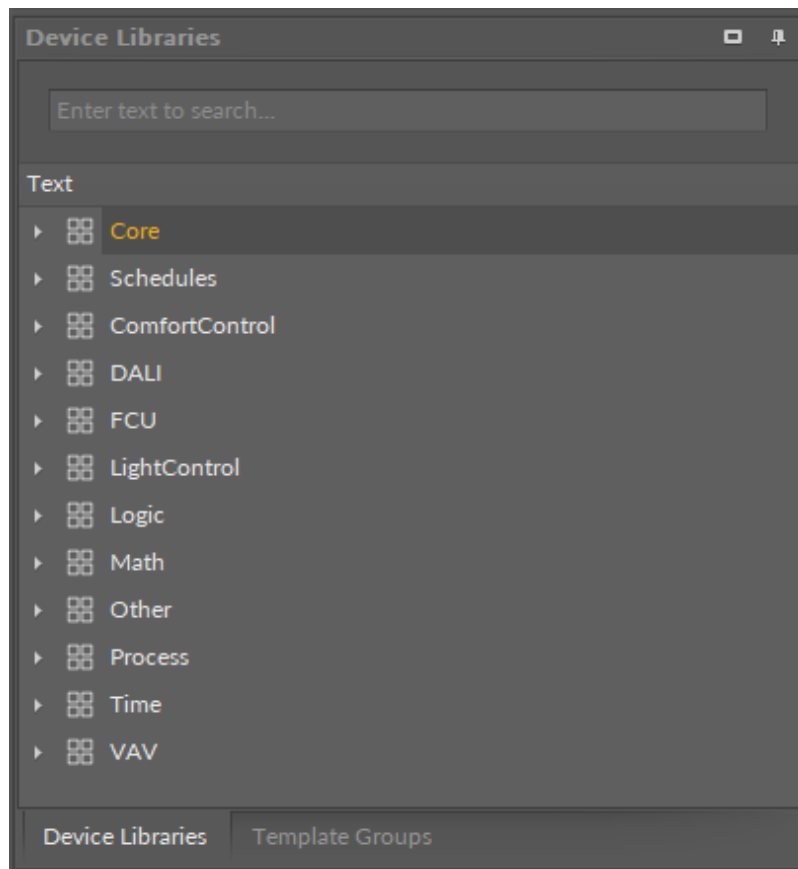 Device Libraries
Enter text to search...
Text
Core
Schedules
ComfortControl
DALI
FCU
LightControl
Logic
Math
Other
Process
Time
VAV
Device Libraries Template Groups